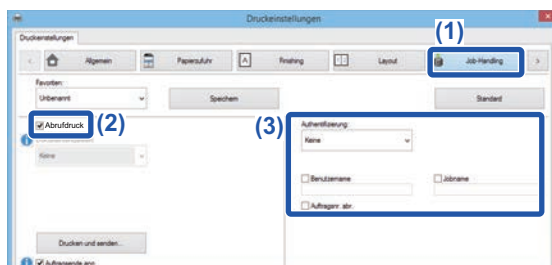 Druckeinstellungen
Druckeinstellungen
(1)
Allgemein Papierzufuhr Finishing Layout Job-Handling
Favoriten:
Unbenannt Speichern Standard
Abrufdruck (2)
(3) Authentifizierung:
Keine Keine
Benutzername Jobname
Auftragsnr. abr.
Drucken und senden...